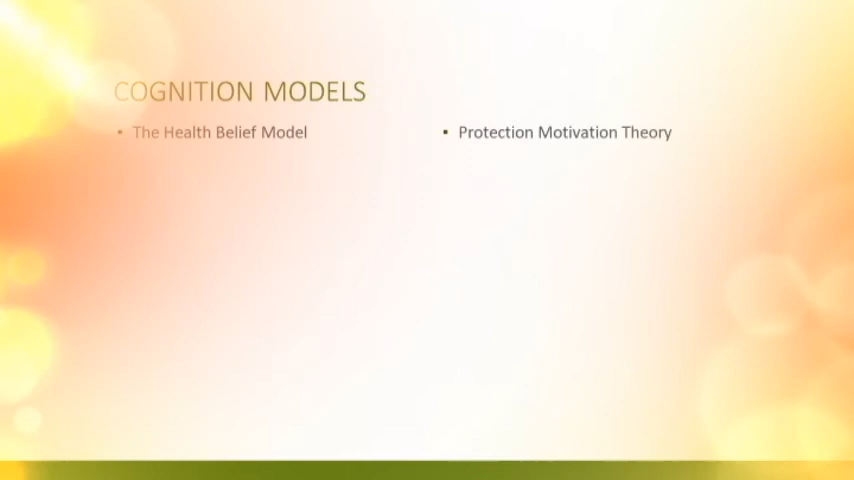 COGNITION MODELS
▪ The Health Belief Model
▪ Protection Motivation Theory